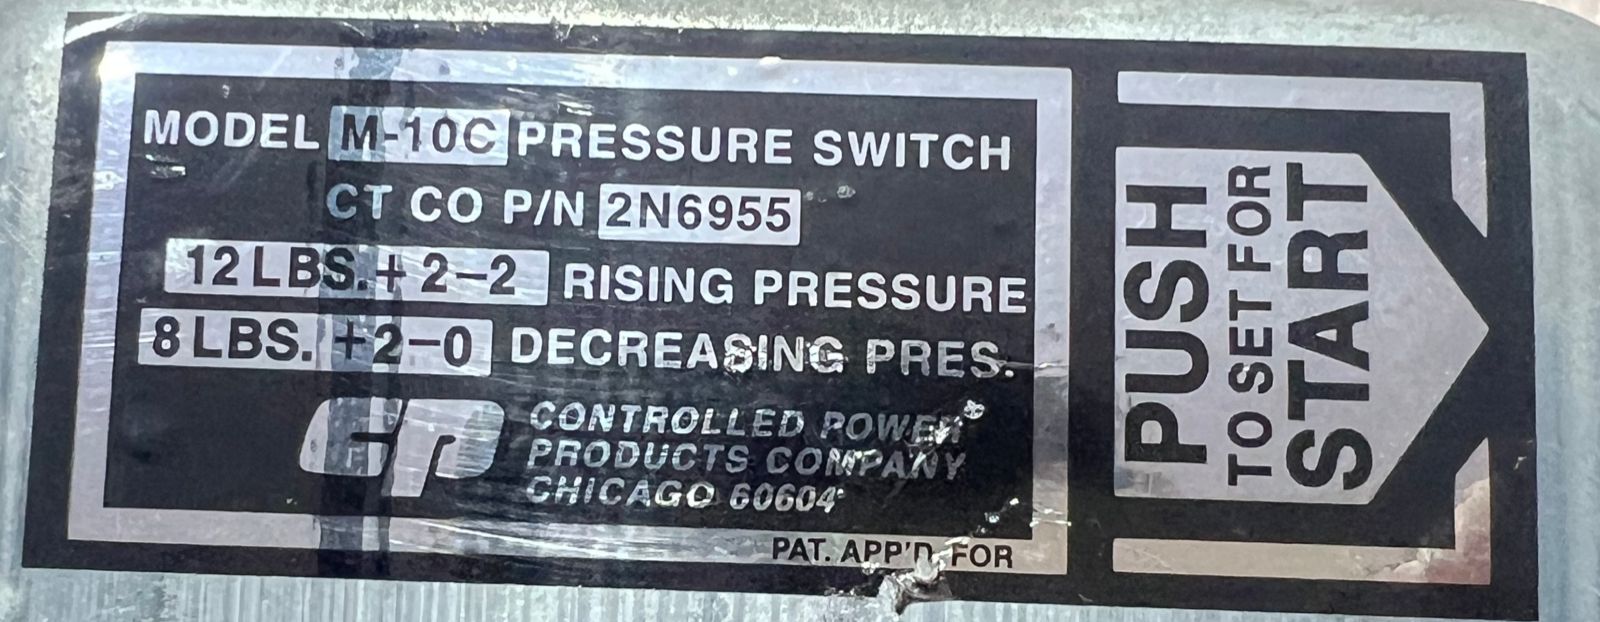 MODEL M-10C PRESSURE SWITCH
CT CO P/N 2N6955
12 LBS. +2-2 RISING PRESSURE
8 LBS. +2-0 DECREASING PRES.
CP CONTROLLED POWER
PRODUCTS COMPANY
CHICAGO 60604
PAT. APP'D FOR
PUSH
TO SET FOR
START